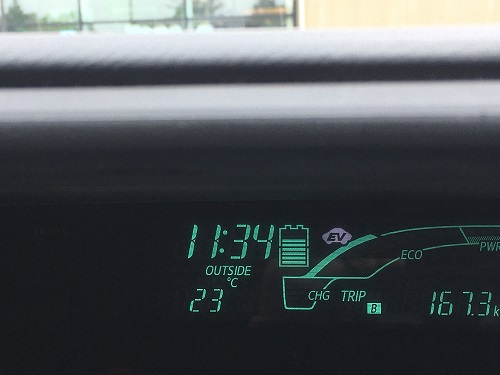 11:34 EV
PWR
OUTSIDE ECO
°C
23 CHG TRIP B 167.3 k